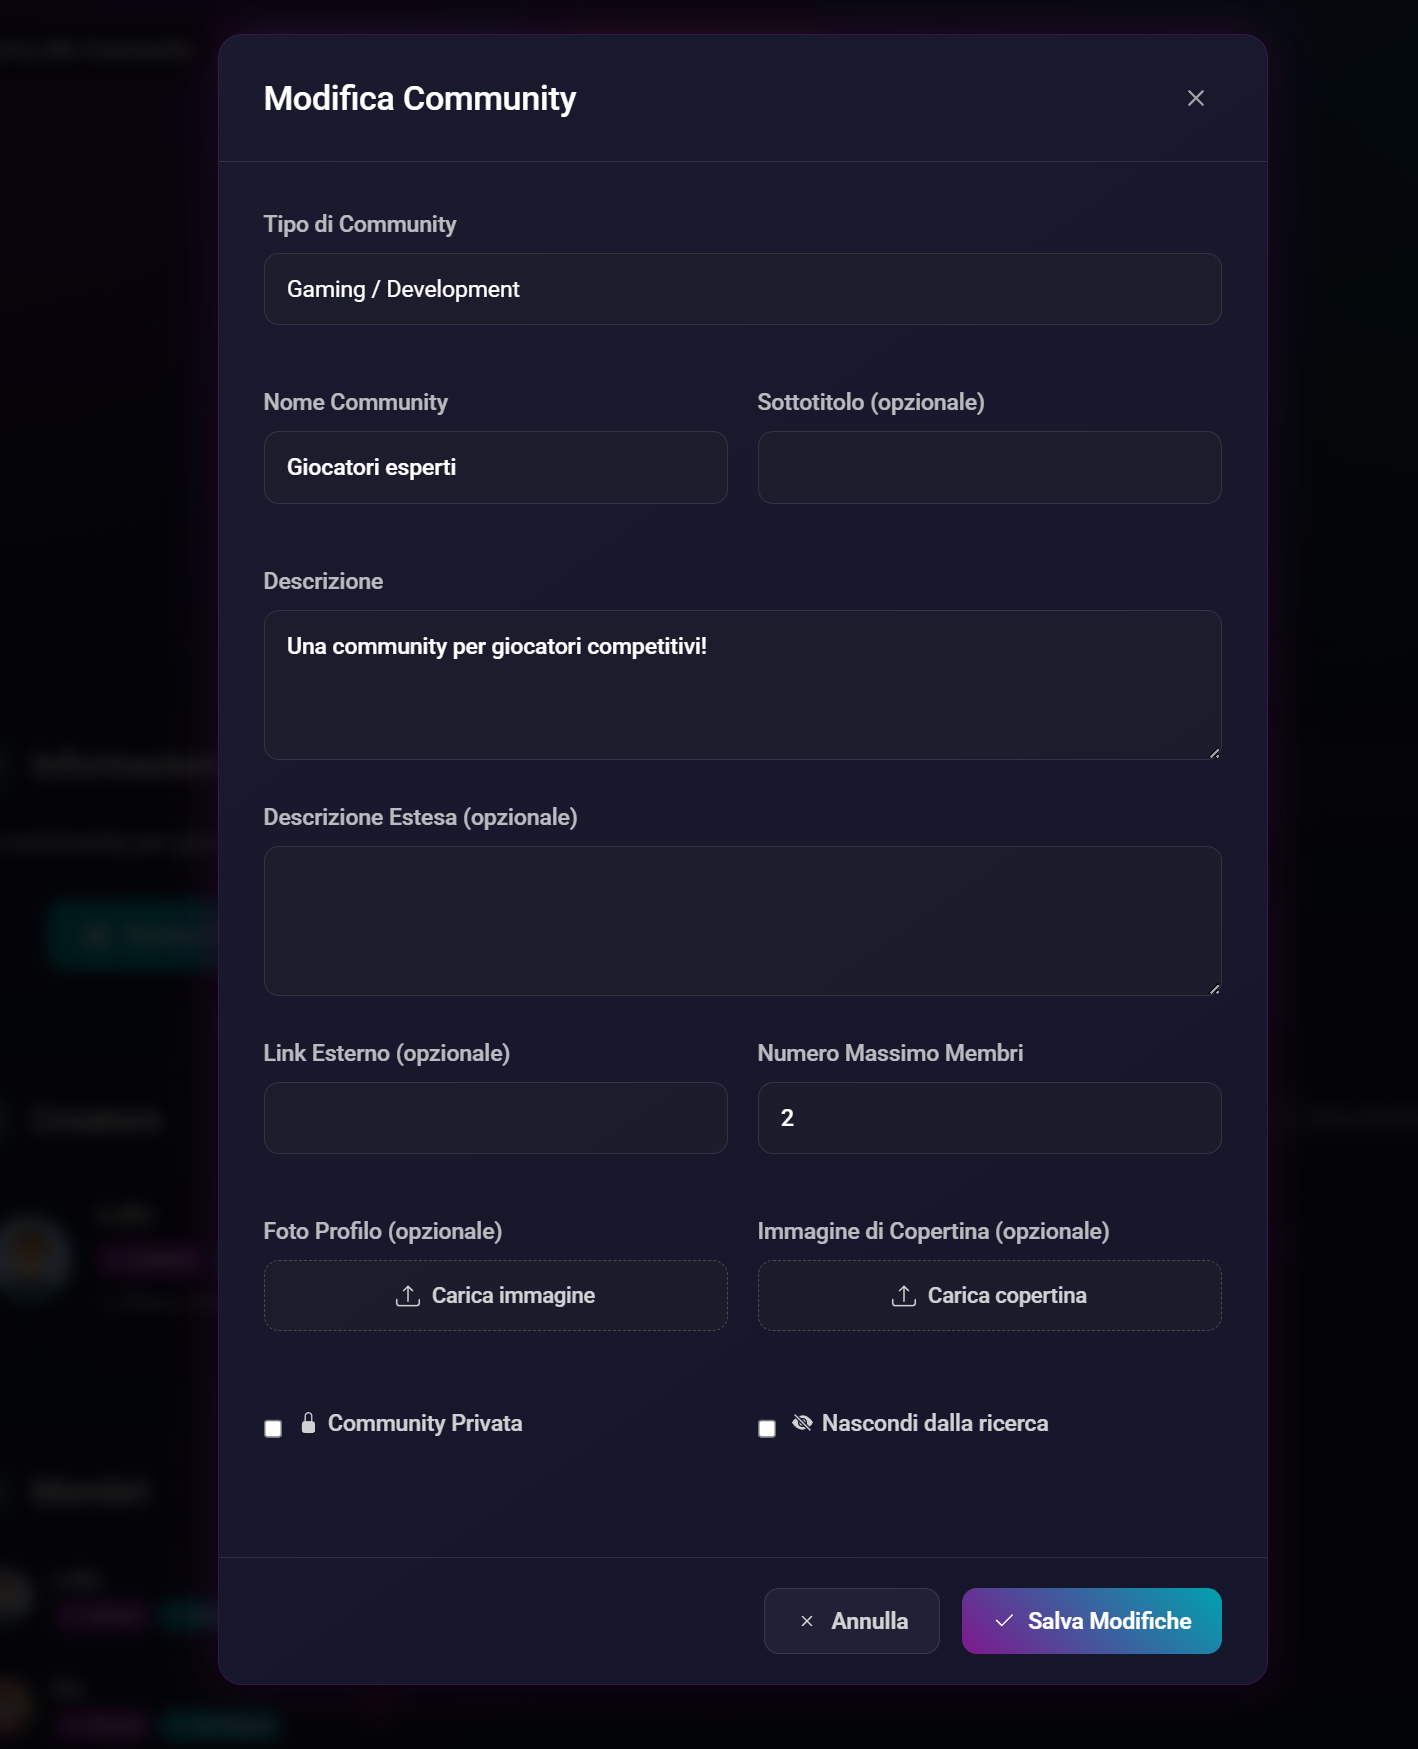 Modifica Community
Tipo di Community
Gaming / Development
Nome Community
Sottotitolo (opzionale)
Giocatori esperti
Descrizione
Una community per giocatori competitivi!
Descrizione Estesa (opzionale)
Link Esterno (opzionale)
Numero Massimo Membri
2
Foto Profilo (opzionale)
Immagine di Copertina (opzionale)
Carica immagine
Carica copertina
Community Privata
Nascondi dalla ricerca
Annulla
Salva Modifiche